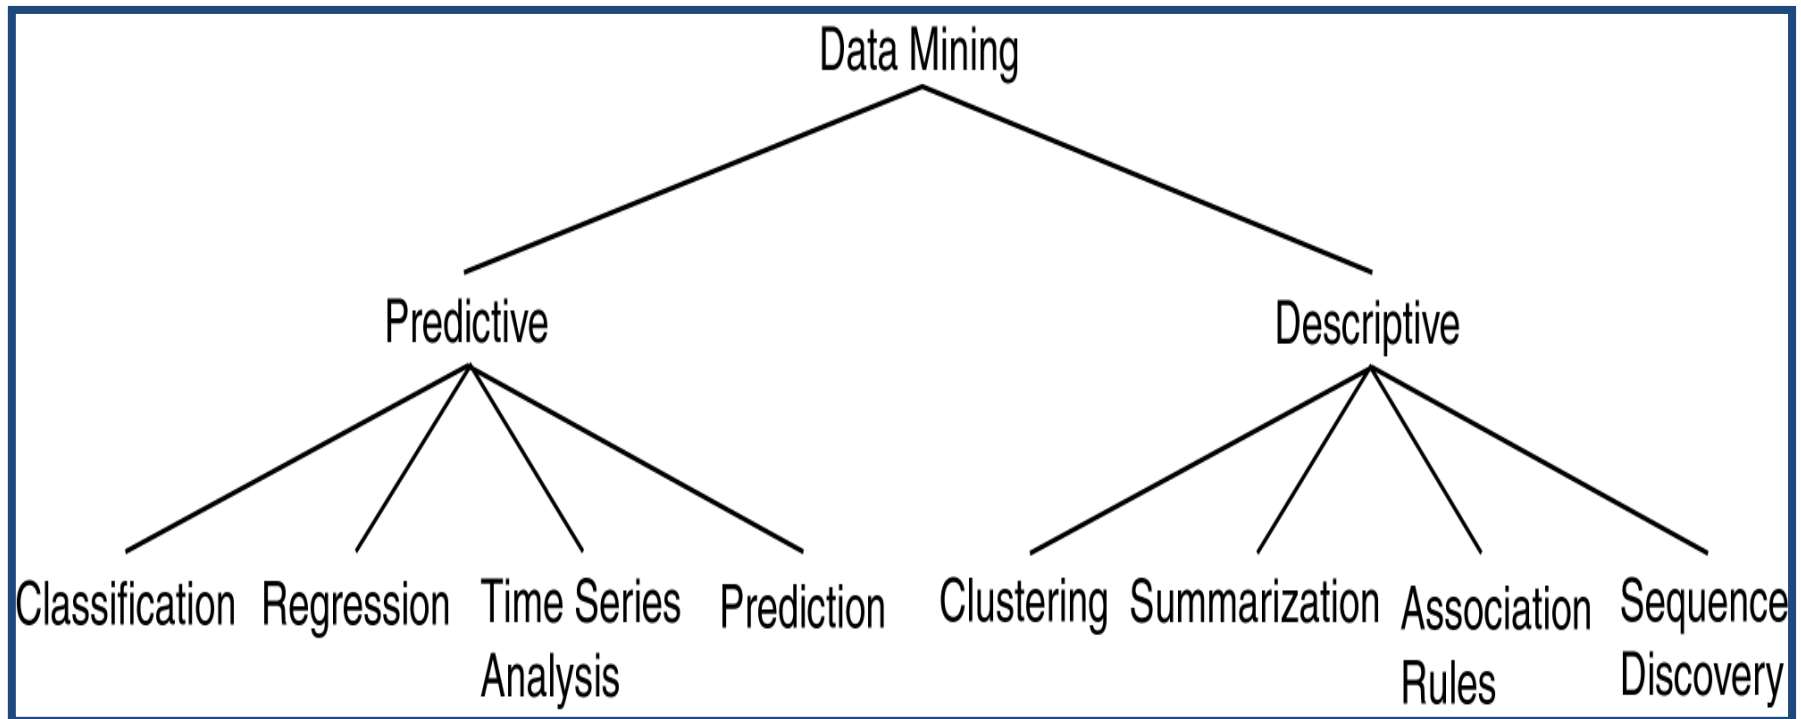 Data Mining
Predictive
Descriptive
Classification
Regression
Time Series
Analysis
Prediction
Clustering
Summarization
Association
Rules
Sequence
Discovery